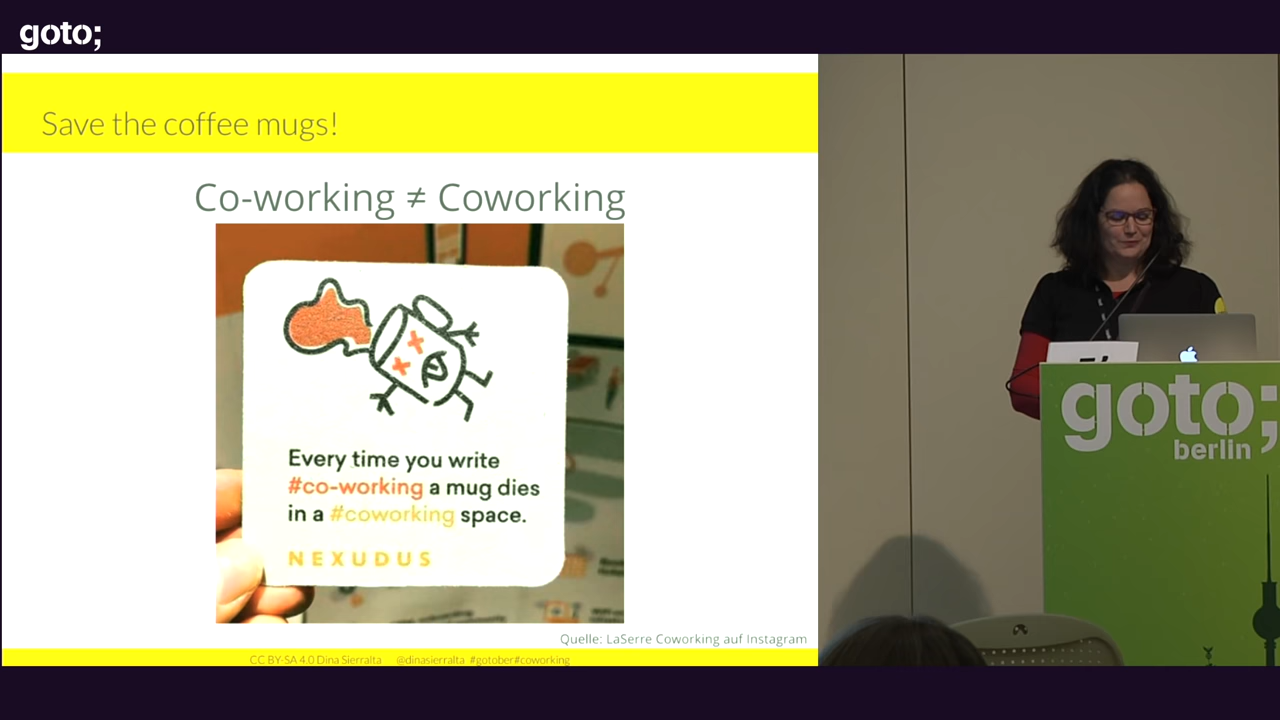 goto;
Save the coffee mugs!
Co-working ≠ Coworking
Every time you write
#co-working a mug dies
in a #coworking space.
NEXUDUS
Quelle: LaSerre Coworking auf Instagram
CC BY-SA 4.0 Dina Sierralta @dinasierralta #gotober#coworking
goto;
berlin